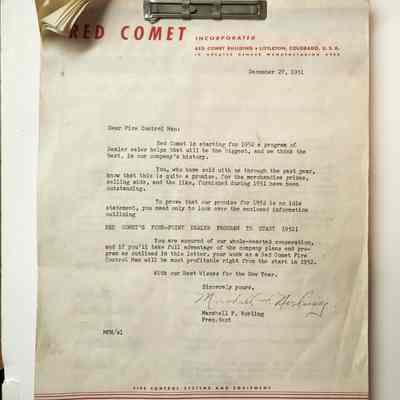 RED COMET
INCORPORATED
RED COMET BUILDING • LITTLETON, COLORADO, U. S. A.
IN GREATER DENVER MANUFACTURING AREA
December 27, 1951
Dear Fire Control Man:
Red Comet is starting for 1952 a program of
Dealer sales helps that will be the biggest, and we think the
best, in our company's history.
You, who have sold with us through the past year,
know that this is quite a promise, for the merchandise prizes,
selling aids, and the like, furnished during 1951 have been
outstanding.
To prove that our promise for 1952 is no idle
statement, you need only to look over the enclosed information
outlining
RED COMET'S FOUR-POINT DEALER PROGRAM TO START 1952!
You are assured of our whole-hearted cooperation,
and if you'll take full advantage of the company plans and pro-
gram as outlined in this letter, your work as a Red Comet Fire
Control Man will be most profitable right from the start in 1952.
With our Best Wishes for the New Year.
Sincerely yours,
Marshall F.
Marshall F.
President
FIRE CONTROL SYSTEMS AND EQUIPMENT